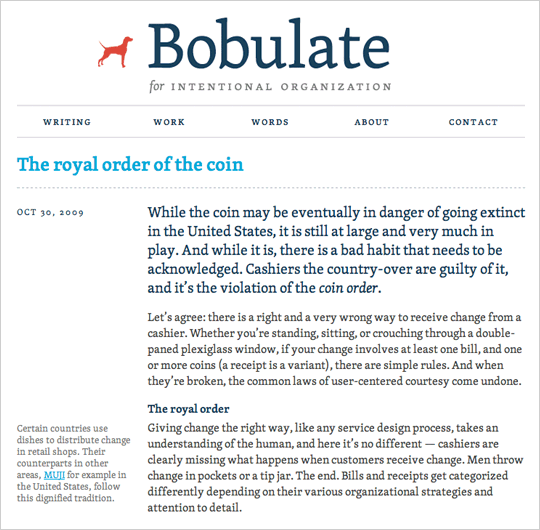 Bobulate
for INTENTIONAL ORGANIZATION
WRITING WORK WORDS ABOUT CONTACT
The royal order of the coin
OCT 30, 2009
While the coin may be eventually in danger of going extinct
in the United States, it is still at large and very much in
play. And while it is, there is a bad habit that needs to be
acknowledged. Cashiers the country-over are guilty of it,
and it’s the violation of the coin order.
Let’s agree: there is a right and a very wrong way to receive change from a
cashier. Whether you’re standing, sitting, or crouching through a double-
paned plexiglass window, if your change involves at least one bill, and one
or more coins (a receipt is a variant), there are simple rules. And when
they’re broken, the common laws of user-centered courtesy come undone.
The royal order
Giving change the right way, like any service design process, takes an
understanding of the human, and here it’s no different — cashiers are
clearly missing what happens when customers receive change. Men throw
change in pockets or a tip jar. The end. Bills and receipts get categorized
differently depending on their various organizational strategies and
attention to detail.
Certain countries use
dishes to distribute change
in retail shops. Their
counterparts in other
areas, MUJI for example in
the United States, follow
this dignified tradition.